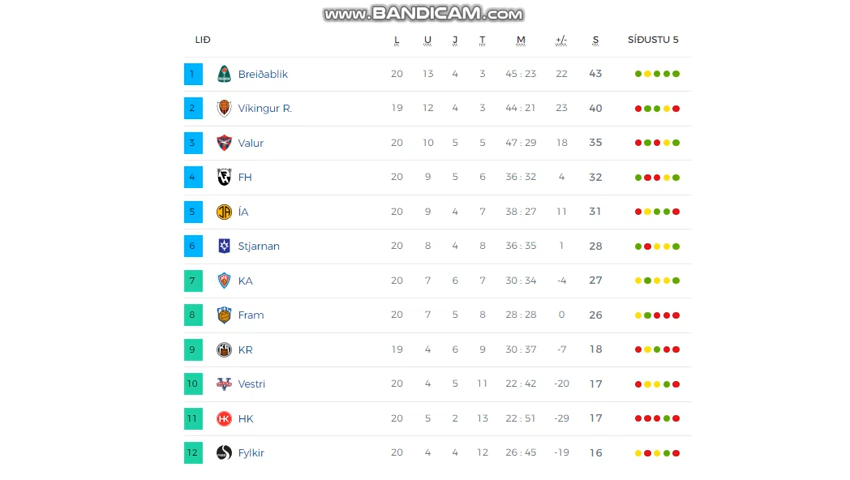 www.BANDICAM.com
LIÐ L U J T M +/- S SÍÐUSTU 5
1 Breiðablik 20 13 4 3 45 : 23 22 43
2 Víkingur R. 19 12 4 3 44 : 21 23 40
3 Valur 20 10 5 5 47 : 29 18 35
4 FH 20 9 5 6 36 : 32 4 32
5 ÍA 20 9 4 7 38 : 27 11 31
6 Stjarnan 20 8 4 8 36 : 35 1 28
7 KA 20 7 6 7 30 : 34 -4 27
8 Fram 20 7 5 8 28 : 28 0 26
9 KR 19 4 6 9 30 : 37 -7 18
10 Vestri 20 4 5 11 22 : 42 -20 17
11 HK 20 5 2 13 22 : 51 -29 17
12 Fylkir 20 4 4 12 26 : 45 -19 16